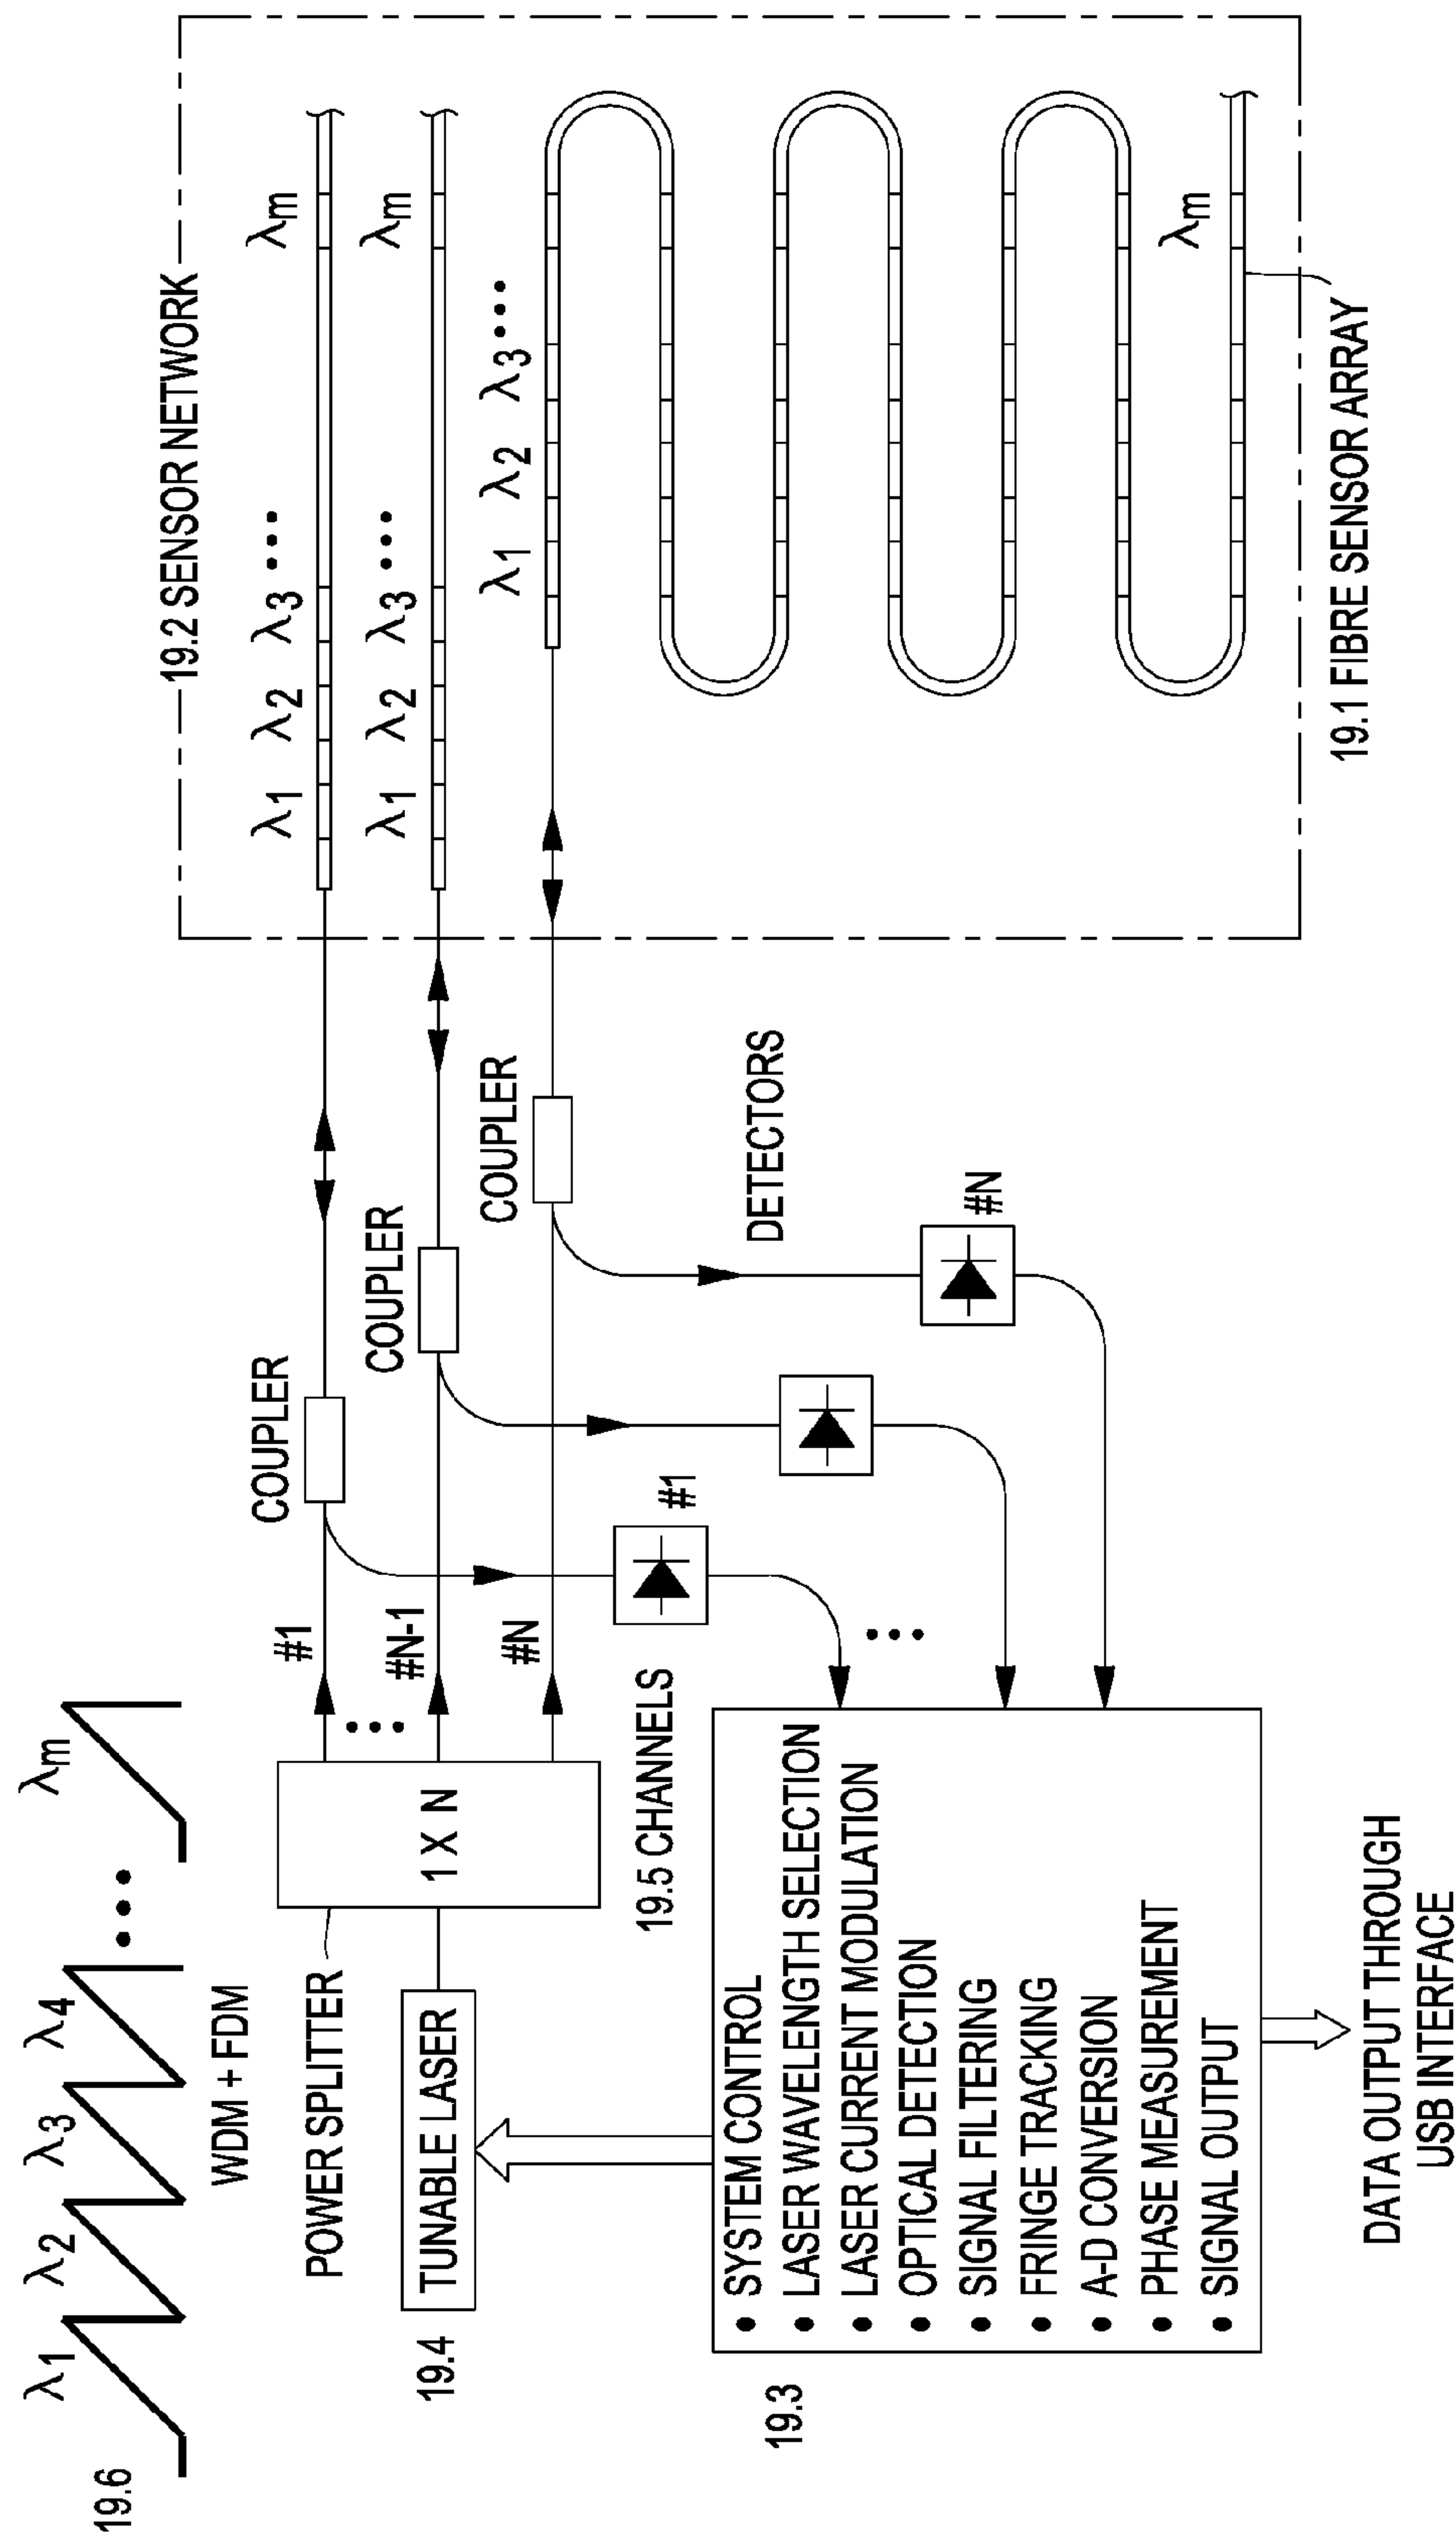 19.6
λ1 λ2 λ3 λ4 ••• λm
WDM + FDM
POWER SPLITTER
19.4
TUNABLE LASER
1 X N
•••
#1
#N-1
#N
19.5 CHANNELS
COUPLER
COUPLER
COUPLER
DETECTORS
#1
#N
•••
19.2 SENSOR NETWORK
λ1 λ2 λ3 ••• λm
λ1 λ2 λ3 ••• λm
λ1 λ2 λ3 •••
λm
19.1 FIBRE SENSOR ARRAY
19.3
• SYSTEM CONTROL
• LASER WAVELENGTH SELECTION
• LASER CURRENT MODULATION
• OPTICAL DETECTION
• SIGNAL FILTERING
• FRINGE TRACKING
• A-D CONVERSION
• PHASE MEASUREMENT
• SIGNAL OUTPUT
DATA OUTPUT THROUGH
USB INTERFACE